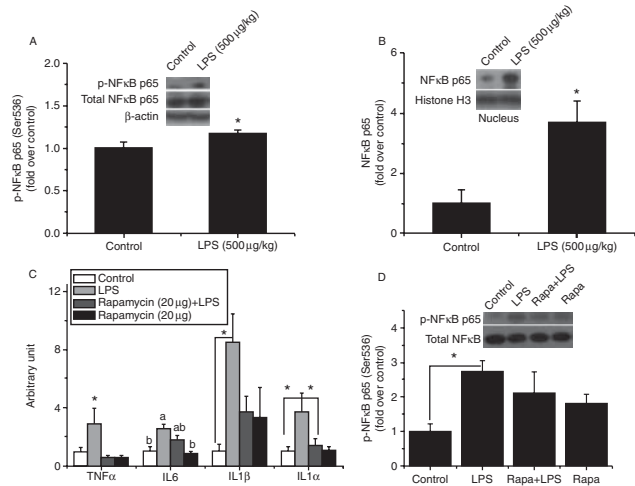 A
Control
LPS (500 µg/kg)
p-NFκB p65
Total NFκB p65
β-actin
p-NFκB p65 (Ser536)
(fold over control)
2.0
1.5
1.0
0.5
0.0
*
Control
LPS (500 µg/kg)
B
Control
LPS (500 µg/kg)
NFκB p65
Histone H3
Nucleus
NFκB p65
(fold over control)
6
4
2
0
*
Control
LPS (500 µg/kg)
C
Control
LPS
Rapamycin (20 µg)+LPS
Rapamycin (20 µg)
Arbitrary unit
12
8
4
0
*
b
a
ab
b
*
*
*
TNFα
IL6
IL1β
IL1α
D
Control
LPS
Rapa+LPS
Rapa
p-NFκB p65
Total NFκB
p-NFκB p65 (Ser536)
(fold over control)
4
3
2
1
0
*
Control
LPS
Rapa+LPS
Rapa